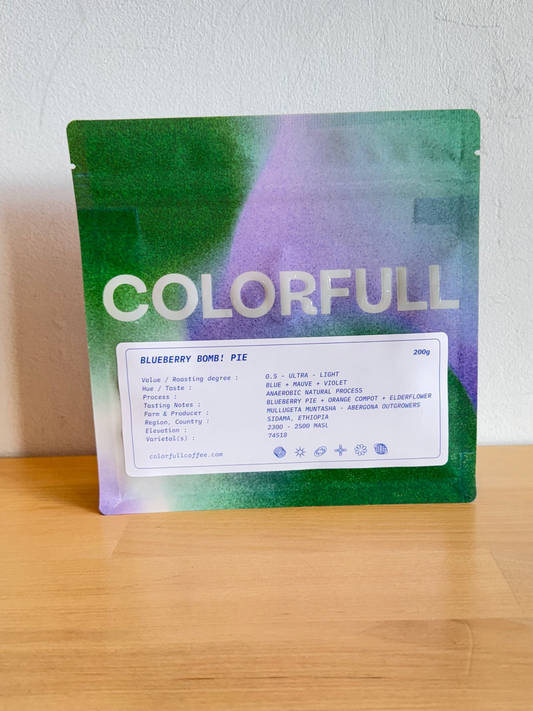 COLORFULL
BLUEBERRY BOMB! PIE 200g
Value / Roasting degree : 0.5 - ULTRA - LIGHT
Hue / Taste : BLUE + MAUVE + VIOLET
Process : ANAEROBIC NATURAL PROCESS
Tasting Notes : BLUEBERRY PIE + ORANGE COMPOT + ELDERFLOWER
Farm & Producer : MULLUGETA MUNTASHA - ABERGONA OUTGROWERS
Region, Country : SIDAMA, ETHIOPIA
Elevation : 2300 - 2500 MASL
Varietal(s) : 74518
colorfullcoffee.com